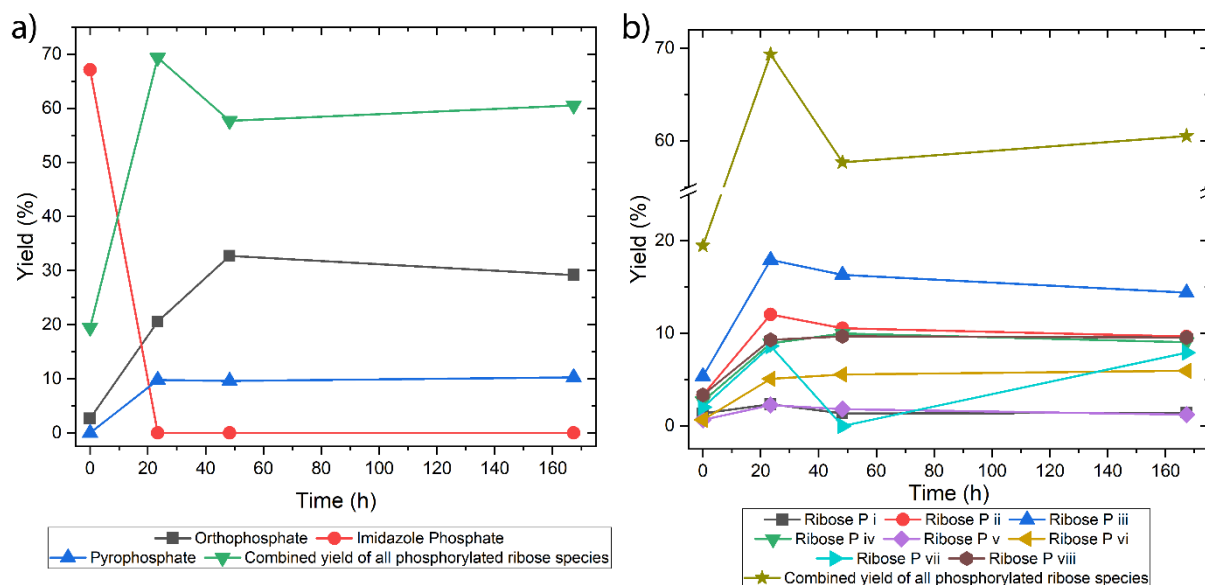 a)
70
60
50
40
30
20
10
0
Yield (%)
0 20 40 60 80 100 120 140 160
Time (h)
Orthophosphate Imidazole Phosphate
Pyrophosphate Combined yield of all phosphorylated ribose species
b)
70
60
20
10
0
Yield (%)
0 20 40 60 80 100 120 140 160
Time (h)
Ribose P i Ribose P ii Ribose P iii
Ribose P iv Ribose P v Ribose P vi
Ribose P vii Ribose P viii
Combined yield of all phosphorylated ribose species